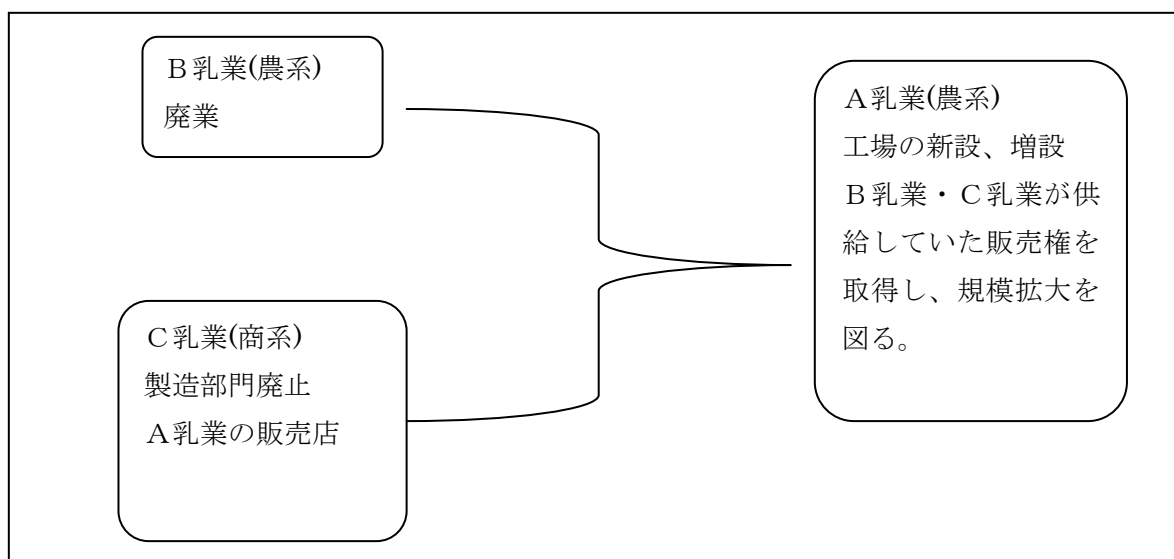 B乳業(農系)
廃業
C乳業(商系)
製造部門廃止
A乳業の販売店
A乳業(農系)
工場の新設、増設
B乳業・C乳業が供
給していた販売権を
取得し、規模拡大を
図る。